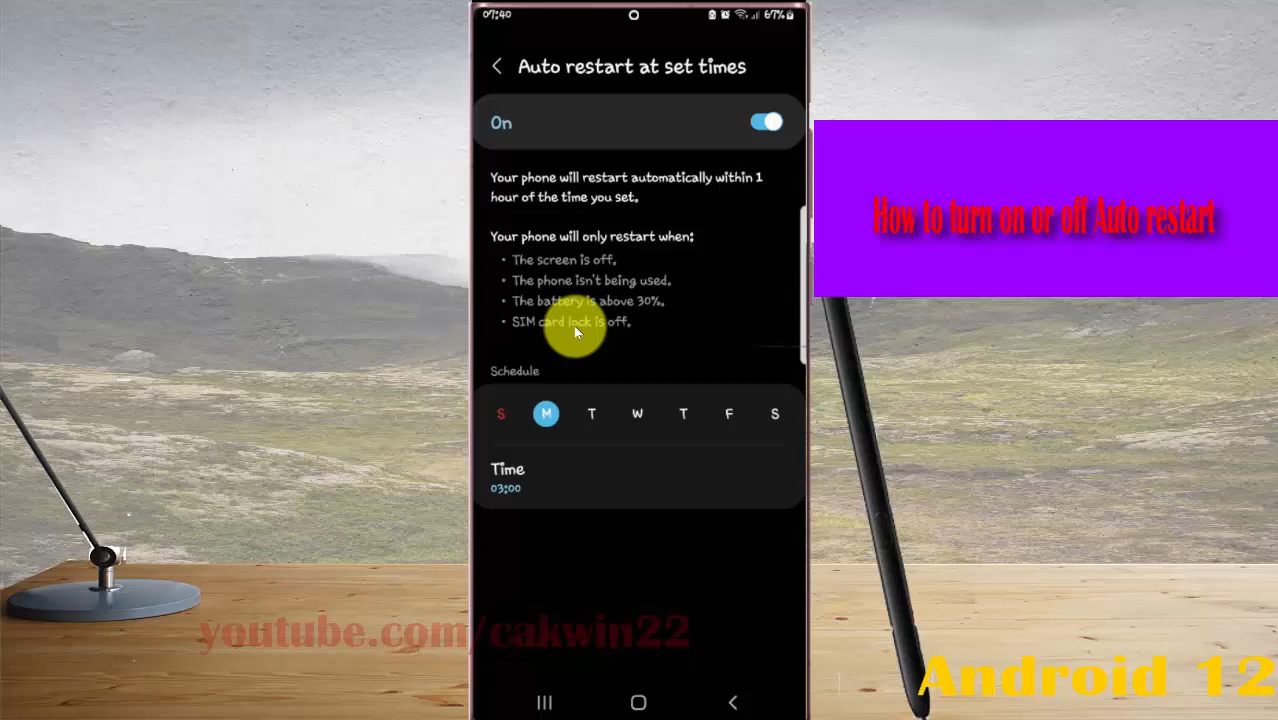 07:40
67%
Auto restart at set times
On
Your phone will restart automatically within 1
hour of the time you set.
Your phone will only restart when:
• The screen is off.
• The phone isn't being used.
• The battery is above 30%.
• SIM card lock is off.
Schedule
S M T W T F S
Time
03:00
How to turn on or off Auto restart
youtube.com/cakwin22
Android 12